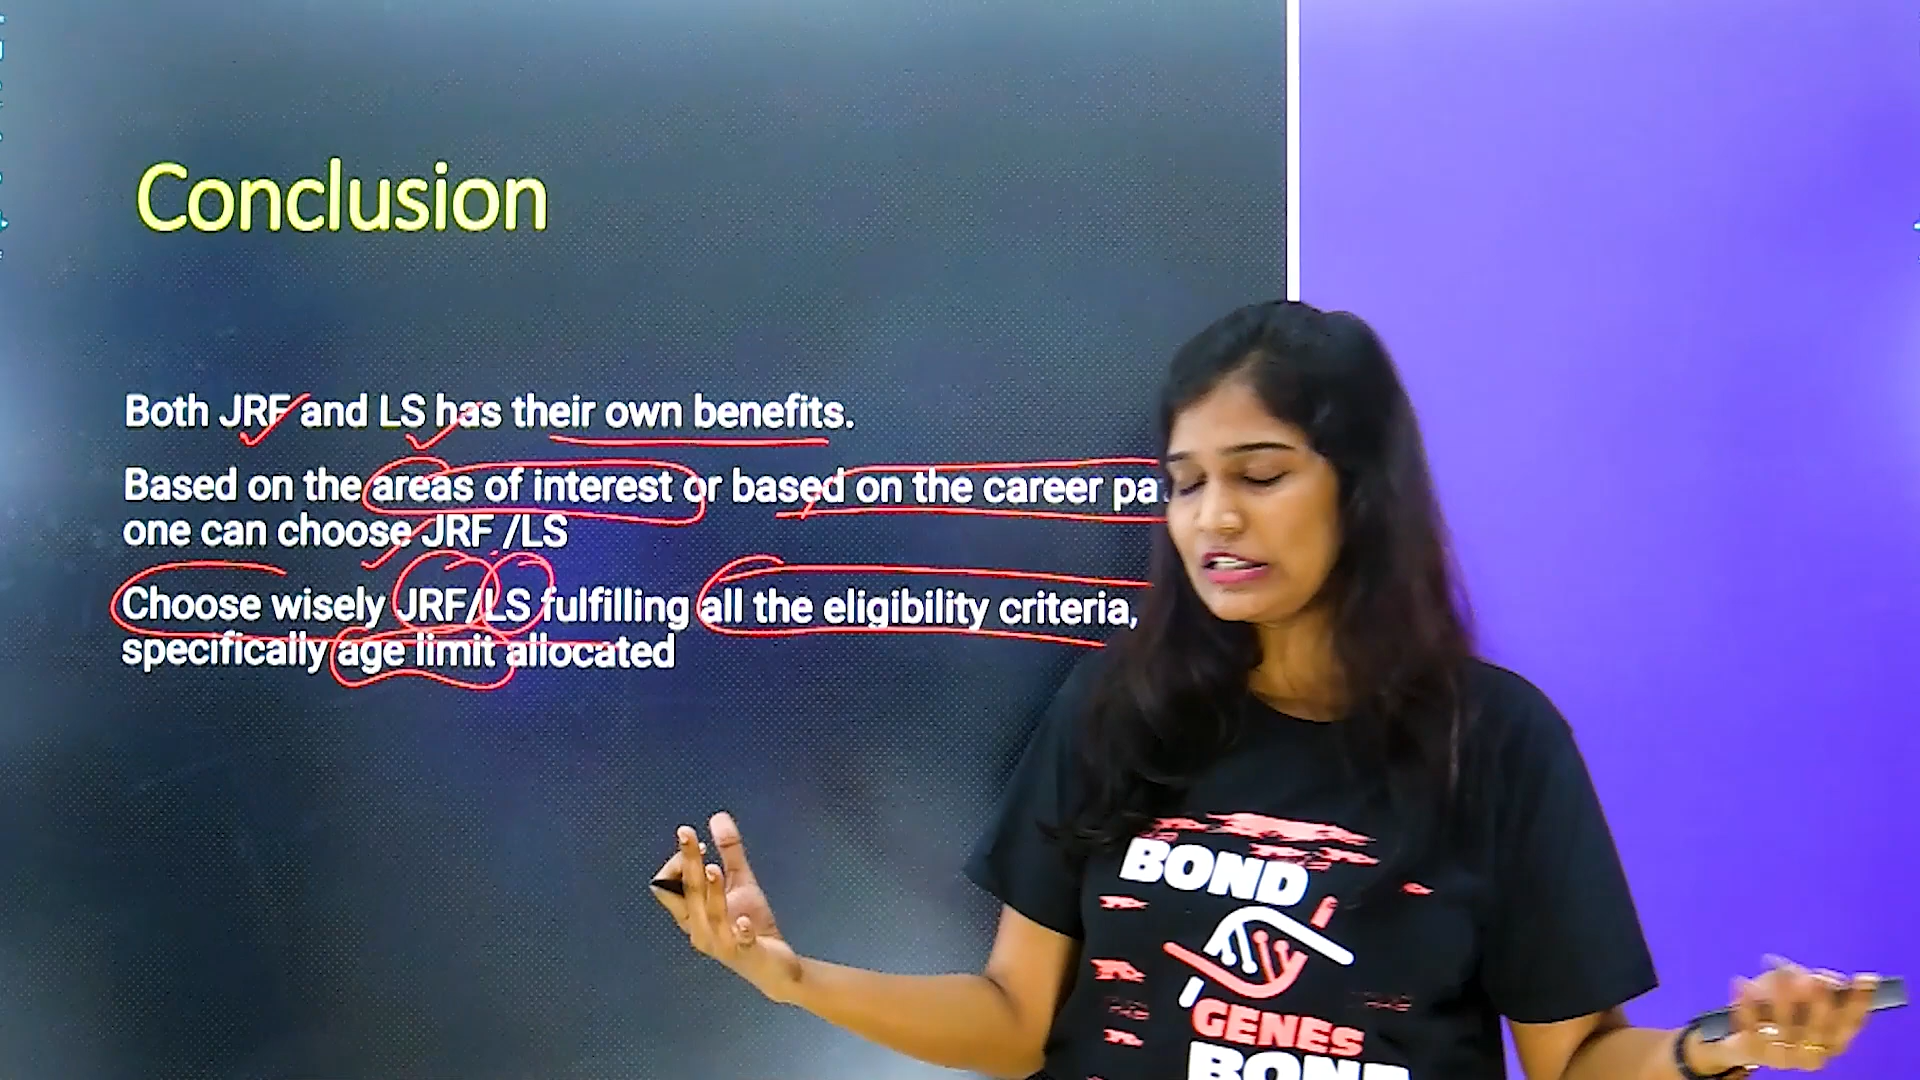 Conclusion
Both JRF and LS has their own benefits.
Based on the areas of interest or based on the career
one can choose JRF /LS
Choose wisely JRF/LS fulfilling all the eligibility criteria,
specifically age limit allocated
BOND
GENES
BOND